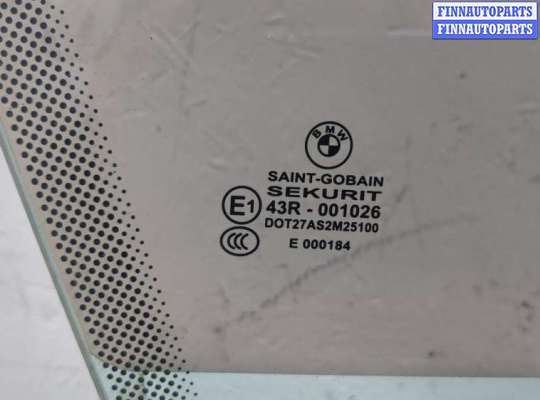 FINNAUTOPARTS
FINNAUTOPARTS
BMW
SAINT-GOBAIN
SEKURIT
E1 43R - 001026
DOT27AS2M25100
CCC E 000184